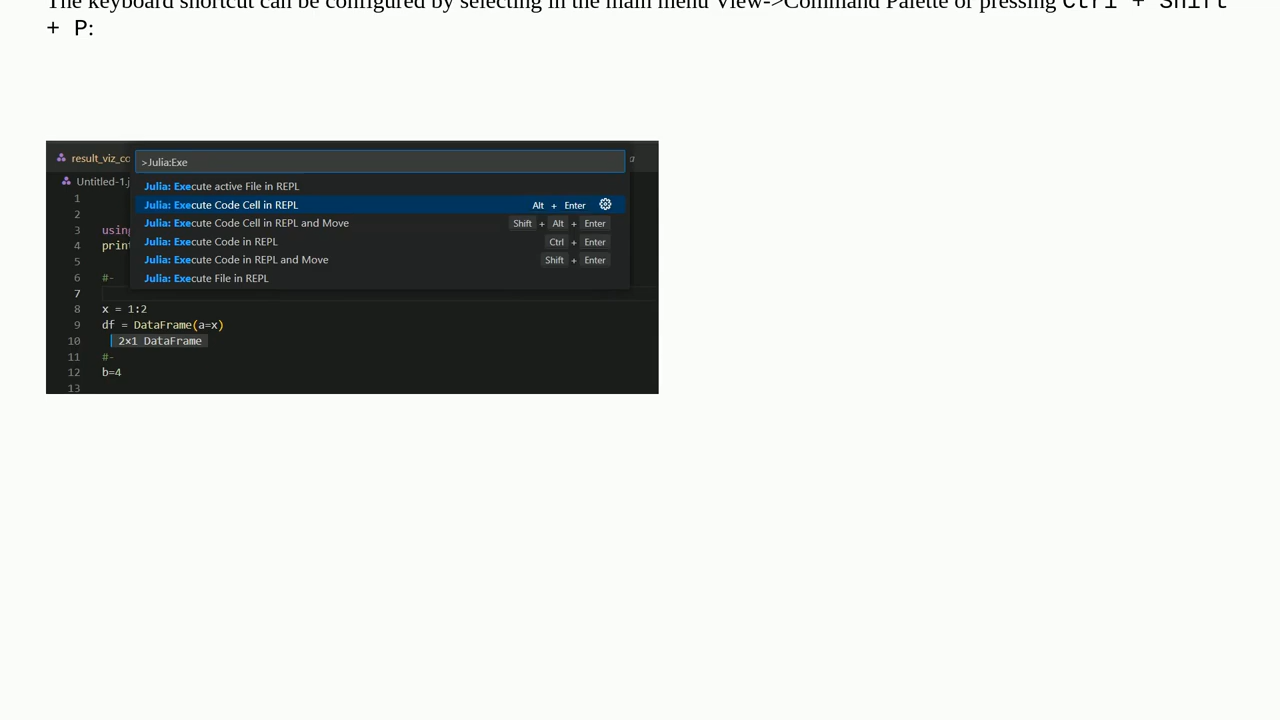 The keyboard shortcut can be configured by selecting in the main menu View->Command Palette or pressing Ctrl + Shift
+ P:
result_viz_co
>Julia:Exe
Untitled-1.j
Julia: Execute active File in REPL
1
Julia: Execute Code Cell in REPL Alt + Enter
2
Julia: Execute Code Cell in REPL and Move Shift + Alt + Enter
3 using
Julia: Execute Code in REPL Ctrl + Enter
4 print
Julia: Execute Code in REPL and Move Shift + Enter
5
Julia: Execute File in REPL
6 #-
7
8 x = 1:2
9 df = DataFrame(a=x)
10 2×1 DataFrame
11 #-
12 b=4
13